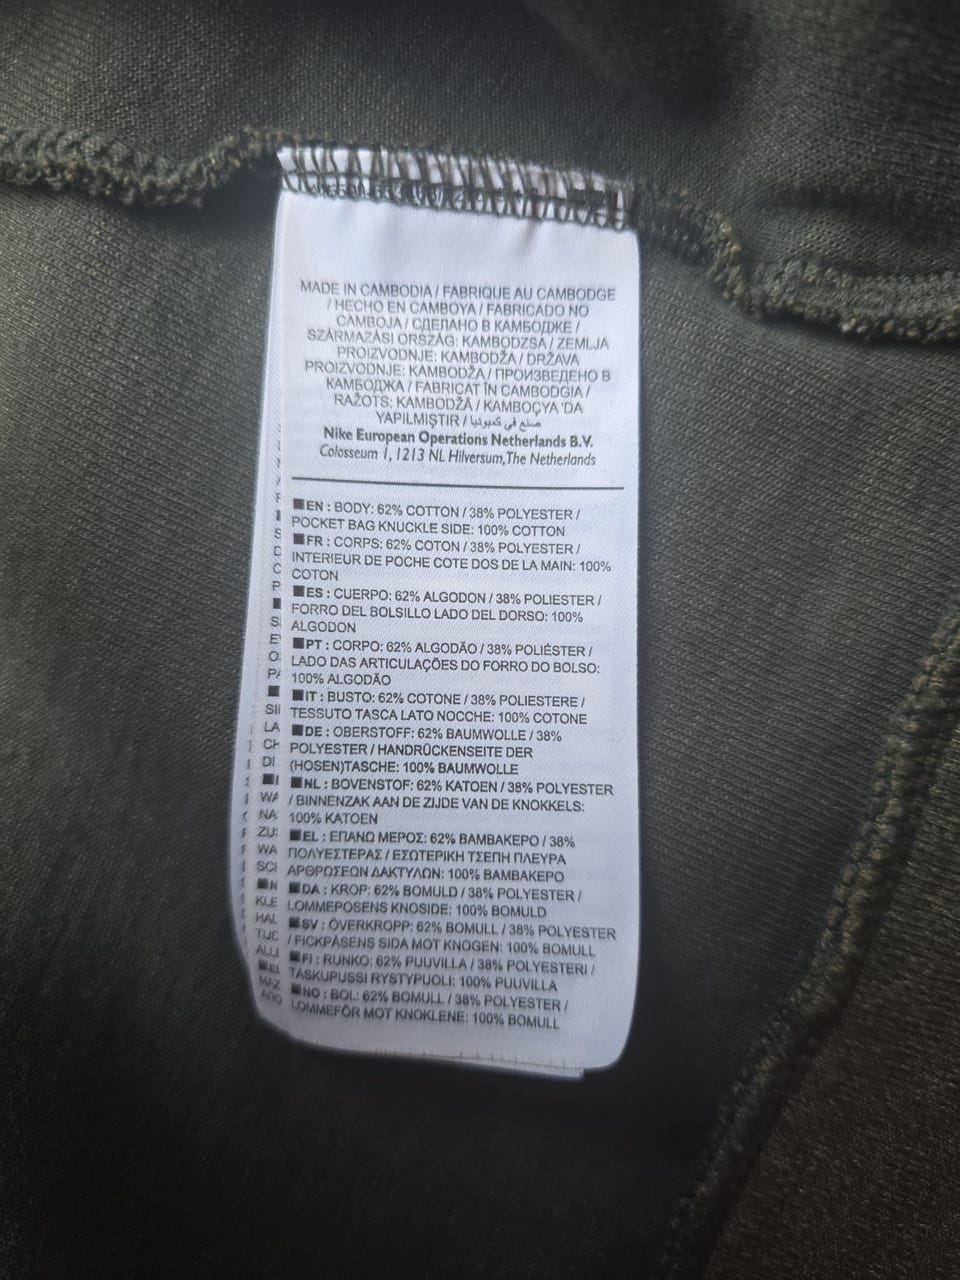 MADE IN CAMBODIA / FABRIQUE AU CAMBODGE
/ HECHO EN CAMBOYA / FABRICADO NO
CAMBOJA / СДЕЛАНО В КАМБОДЖЕ /
SZÁRMAZÁSI ORSZÁG: KAMBODZSA / ZEMLJA
PROIZVODNJE: KAMBODŽA / DRŽAVA
PROIZVODNJE: KAMBODŽA / ПРОИЗВЕДЕНО В
КАМБОДЖА / FABRICAT ÎN CAMBODGIA /
RAŽOTS: KAMBODŽĀ / KAMBOÇYA 'DA
YAPILMIŞTIR / صنع في كمبوديا
Nike European Operations Netherlands B.V.
Colosseum 1, 1213 NL Hilversum, The Netherlands
EN : BODY: 62% COTTON / 38% POLYESTER /
POCKET BAG KNUCKLE SIDE: 100% COTTON
FR : CORPS: 62% COTON / 38% POLYESTER /
INTERIEUR DE POCHE COTE DOS DE LA MAIN: 100%
COTON
ES : CUERPO: 62% ALGODON / 38% POLIESTER /
FORRO DEL BOLSILLO LADO DEL DORSO: 100%
ALGODON
PT : CORPO: 62% ALGODÃO / 38% POLIÉSTER /
LADO DAS ARTICULAÇÕES DO FORRO DO BOLSO:
100% ALGODÃO
IT : BUSTO: 62% COTONE / 38% POLIESTERE /
TESSUTO TASCA LATO NOCCHE: 100% COTONE
DE : OBERSTOFF: 62% BAUMWOLLE / 38%
POLYESTER / HANDRÜCKENSEITE DER
(HOSEN)TASCHE: 100% BAUMWOLLE
NL : BOVENSTOF: 62% KATOEN / 38% POLYESTER
/ BINNENZAK AAN DE ZIJDE VAN DE KNOKKELS:
100% KATOEN
EL : ΕΠΑΝΩ ΜΕΡΟΣ: 62% ΒΑΜΒΑΚΕΡΟ / 38%
ΠΟΛΥΕΣΤΕΡΑΣ / ΕΣΩΤΕΡΙΚΗ ΤΣΕΠΗ ΠΛΕΥΡΑ
ΑΡΘΡΩΣΕΩΝ ΔΑΚΤΥΛΩΝ: 100% ΒΑΜΒΑΚΕΡΟ
DA : KROP: 62% BOMULD / 38% POLYESTER /
LOMMEPOSENS KNOSIDE: 100% BOMULD
SV : ÖVERKROPP: 62% BOMULL / 38% POLYESTER
/ FICKPÅSENS SIDA MOT KNOGEN: 100% BOMULL
FI : RUNKO: 62% PUUVILLA / 38% POLYESTERI /
TASKUPUSSI RYSTYPUOLI: 100% PUUVILLA
NO : BOL: 62% BOMULL / 38% POLYESTER /
LOMMEFÔR MOT KNOKLENE: 100% BOMULL